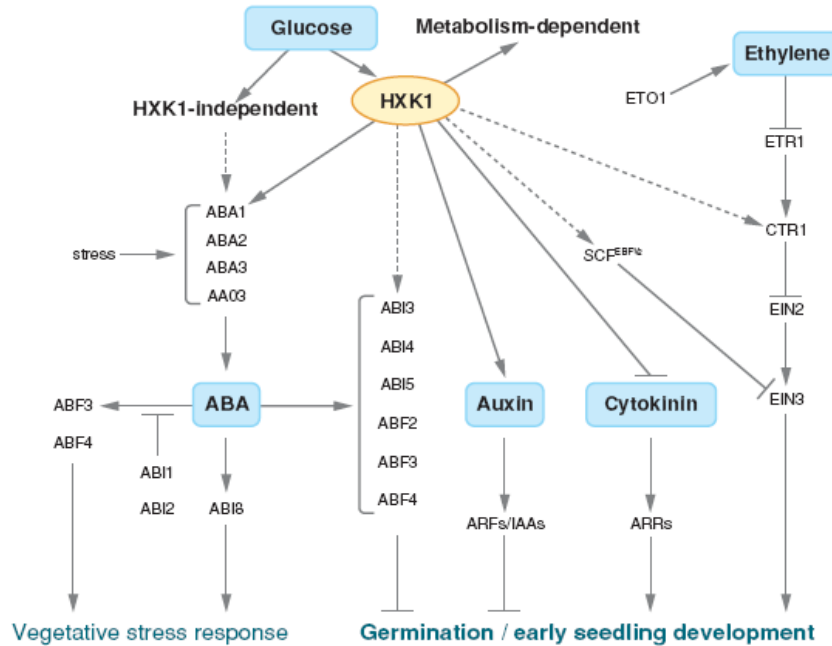 Glucose
Metabolism-dependent
Ethylene
HXK1
ETO1
HXK1-independent
ETR1
ABA1
CTR1
ABA2
stress
SCF
ABA3
AA03
ABI3
EIN2
ABI4
ABI5
ABF3
ABA
Auxin
Cytokinin
EIN3
ABF2
ABF4
ABF3
ABI1
ABF4
ABI2
ABI8
ARFs/IAAs
ARRs
Vegetative stress response
Germination / early seedling development